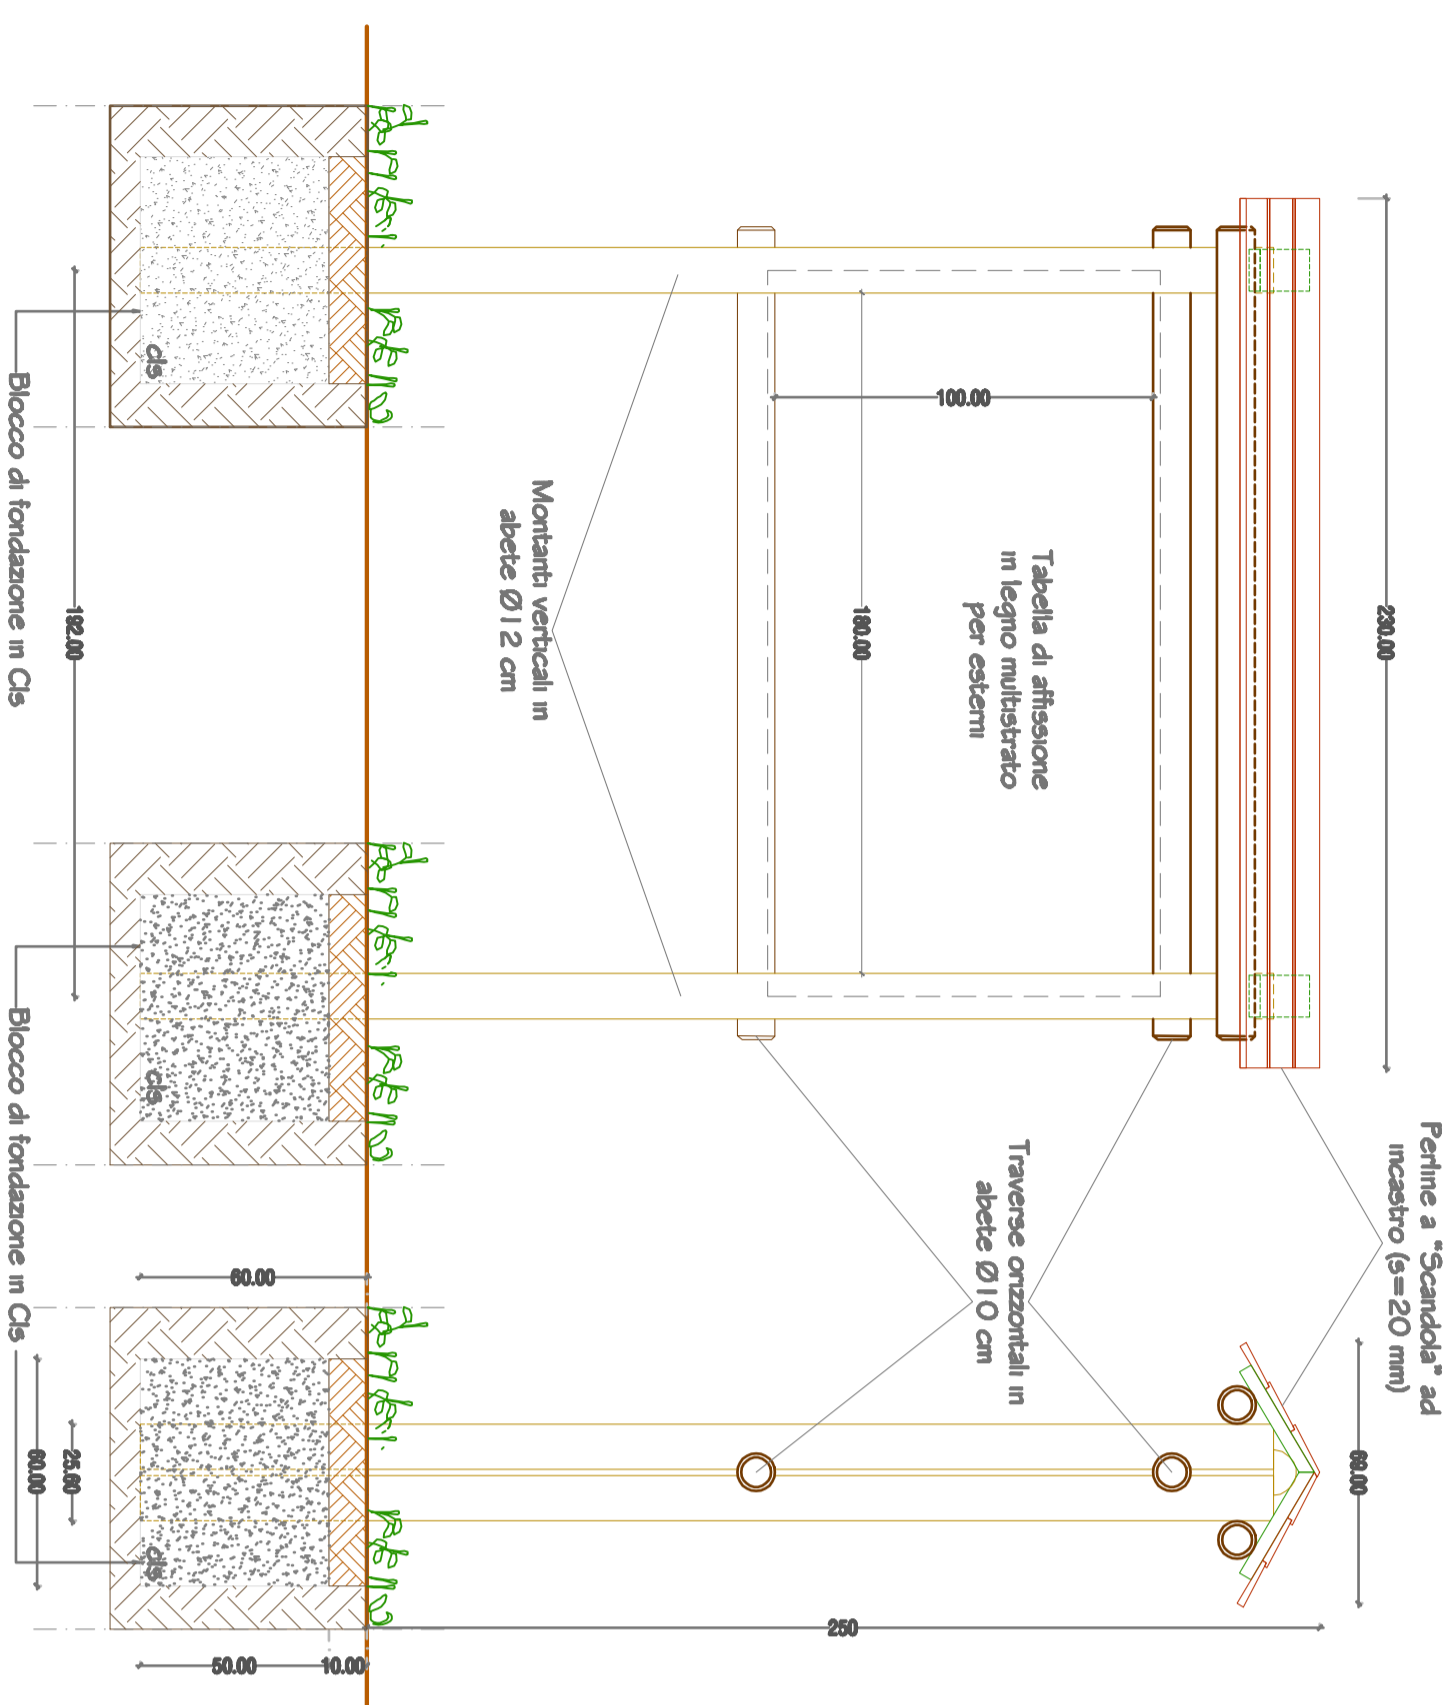 230.00
Perline a "Scandola" ad
incastro (s=20 mm)
69.00
Tabella di affissione
in legno multistrato
per esterni
100.00
180.00
Traverse orizzontali in
abete Ø10 cm
Montanti verticali in
abete Ø12 cm
250
cls
cls
cls
192.00
60.00
50.00
10.00
25.60
60.00
Blocco di fondazione in Cls
Blocco di fondazione in Cls